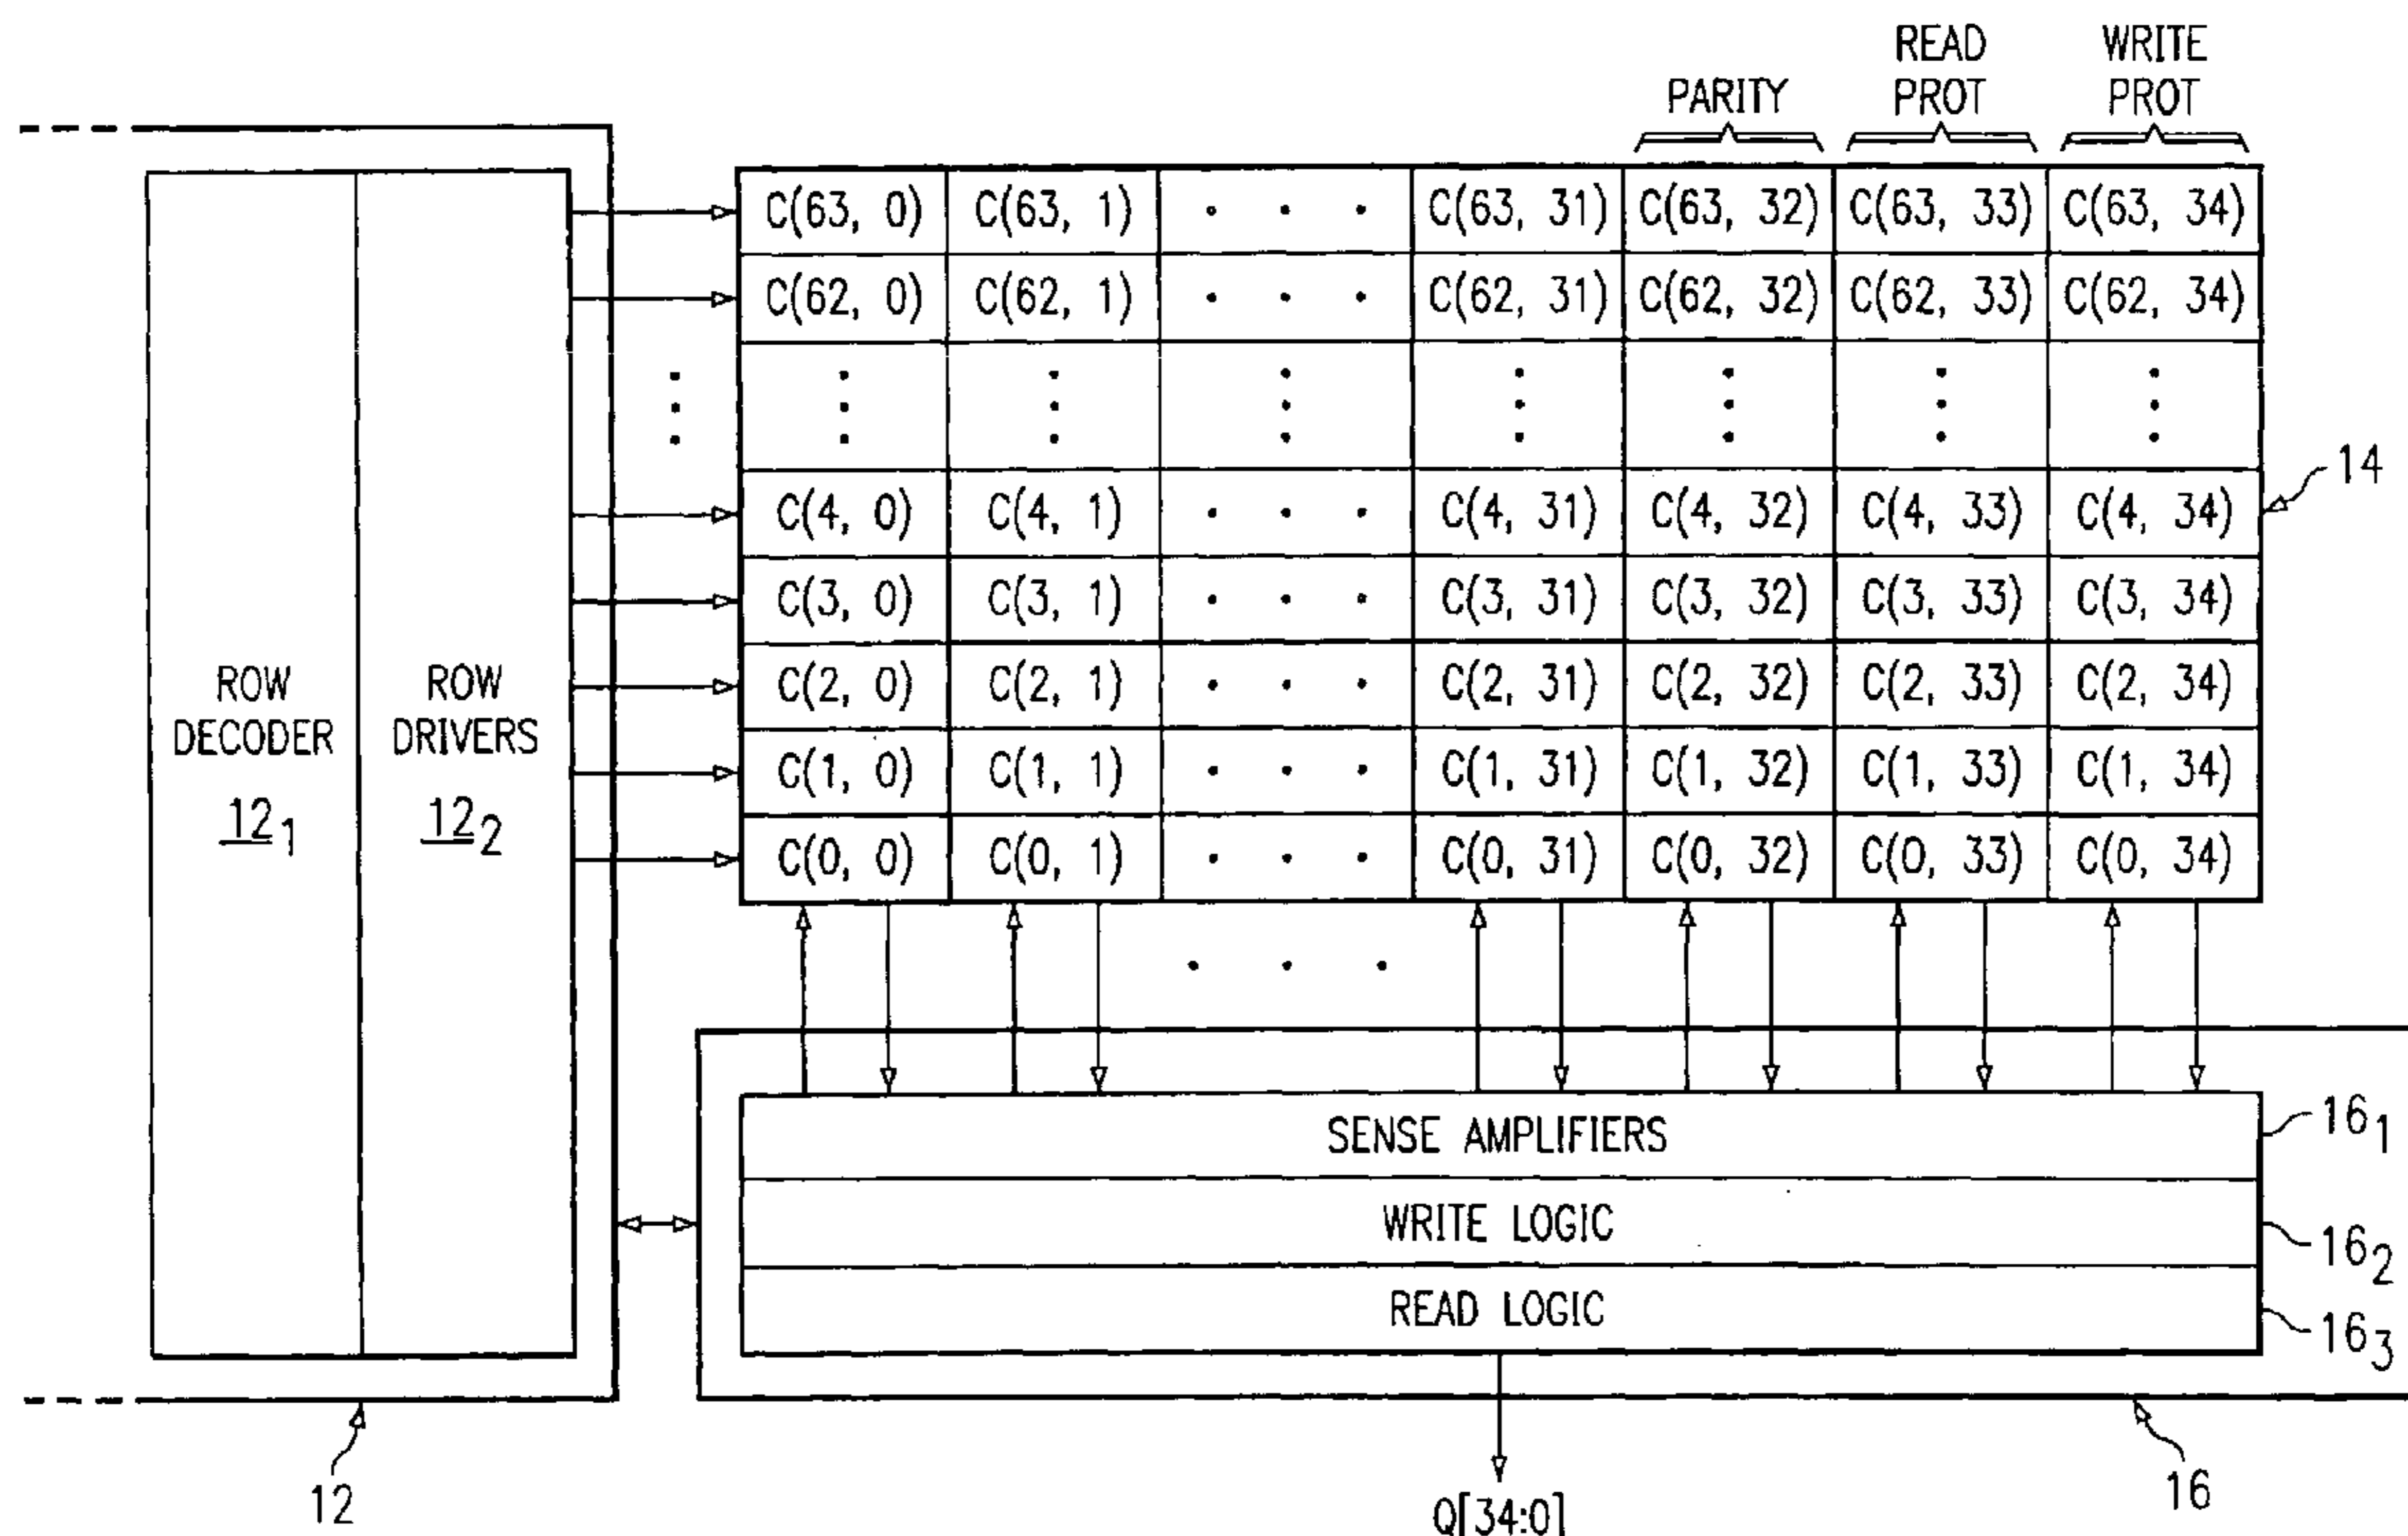 READ WRITE
PARITY PROT PROT
C(63, 0) C(63, 1) · · · C(63, 31) C(63, 32) C(63, 33) C(63, 34)
C(62, 0) C(62, 1) · · · C(62, 31) C(62, 32) C(62, 33) C(62, 34)
C(4, 0) C(4, 1) · · · C(4, 31) C(4, 32) C(4, 33) C(4, 34)
14
C(3, 0) C(3, 1) · · · C(3, 31) C(3, 32) C(3, 33) C(3, 34)
C(2, 0) C(2, 1) · · · C(2, 31) C(2, 32) C(2, 33) C(2, 34)
C(1, 0) C(1, 1) · · · C(1, 31) C(1, 32) C(1, 33) C(1, 34)
C(0, 0) C(0, 1) · · · C(0, 31) C(0, 32) C(0, 33) C(0, 34)
ROW
DECODER
12₁
ROW
DRIVERS
12₂
SENSE AMPLIFIERS 16₁
WRITE LOGIC 16₂
READ LOGIC 16₃
12
16
Q[34:0]